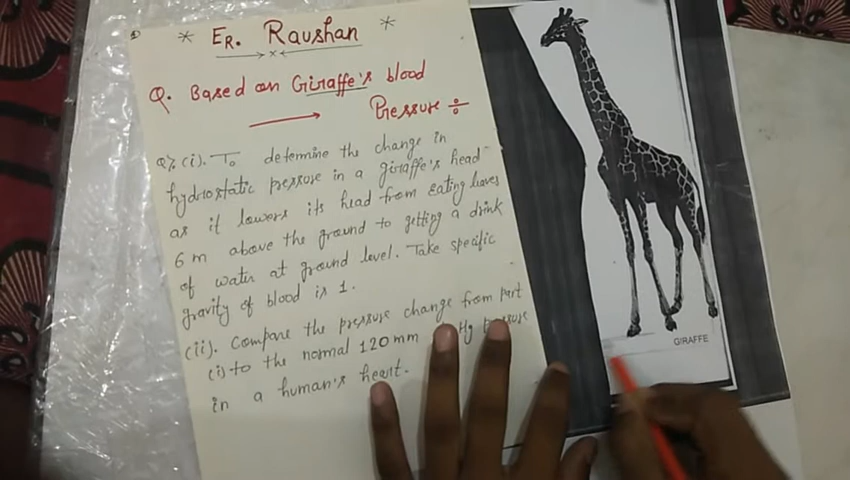 * Er. Raushan *
Q. Based on Giraffe's blood
Pressure ÷
Q⁒ (i). To determine the change in
hydrostatic pressure in a giraffe's head
as it lowers its head from eating leaves
6 m above the ground to getting a drink
of water at ground level. Take specific
gravity of blood is 1.
(ii). Compare the pressure change from part
(i) to the normal 120 mm Hg
in a human's heart.
GIRAFFE